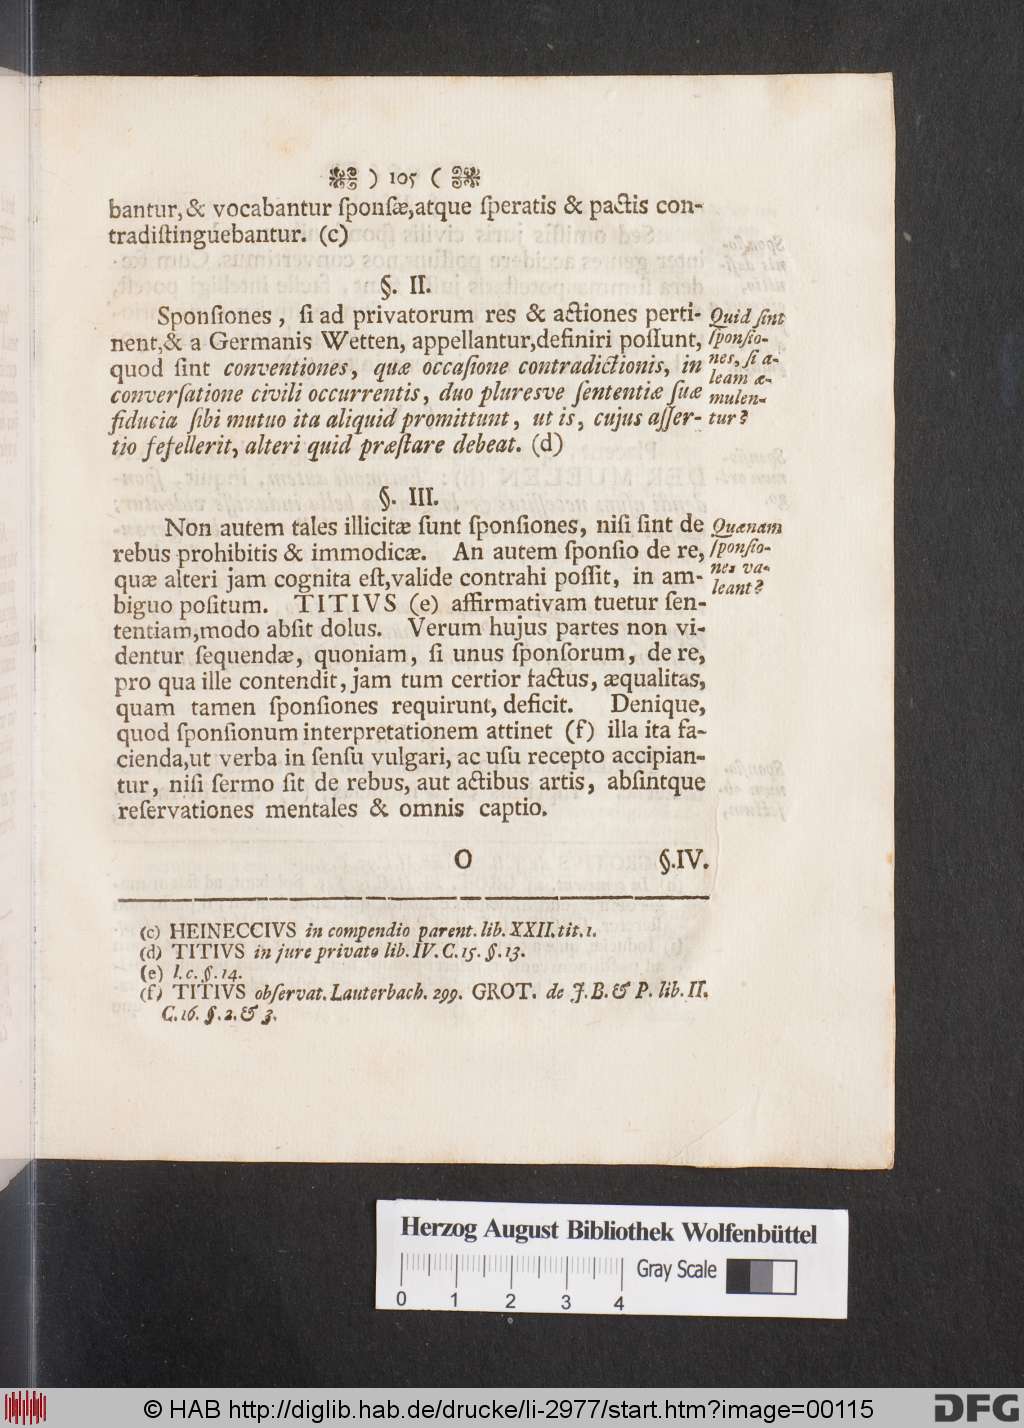 ) 105 (
bantur,& vocabantur ſponſæ,atque ſperatis & pactis con-
tradiſtinguebantur. (c)
§. II.
Sponſiones, ſi ad privatorum res & actiones perti-
nent,& a Germanis Wetten, appellantur,definiri poſſunt,
quod ſint conventiones, quæ occaſione contradictionis, in
converſatione civili occurrentis, duo pluresve ſententiæ ſuæ
fiducia ſibi mutuo ita aliquid promittunt, ut is, cujus aſſer-
tio fefellerit, alteri quid præſtare debeat. (d)
Quid ſint
ſponſio-
nes, ſi a-
leam æ-
mulen-
tur?
§. III.
Non autem tales illicitæ ſunt ſponſiones, niſi ſint de
rebus prohibitis & immodicæ. An autem ſponſio de re,
quæ alteri jam cognita eſt,valide contrahi poſſit, in am-
biguo poſitum. TITIVS (e) affirmativam tuetur ſen-
tentiam,modo abſit dolus. Verum hujus partes non vi-
dentur ſequendæ, quoniam, ſi unus ſponſorum, de re,
pro qua ille contendit, jam tum certior factus, æqualitas,
quam tamen ſponſiones requirunt, deficit. Denique,
quod ſponſionum interpretationem attinet (f) illa ita fa-
cienda,ut verba in ſenſu vulgari, ac uſu recepto accipian-
tur, niſi ſermo ſit de rebus, aut actibus artis, abſintque
reſervationes mentales & omnis captio.
Quænam
ſponſio-
nes va-
leant?
O §.IV.
(c) HEINECCIVS in compendio parent. lib. XXII. tit. 1.
(d) TITIVS in jure privato lib. IV. C. 15. §. 13.
(e) l. c. §. 14.
(f) TITIVS obſervat. Lauterbach. 299. GROT. de J. B. & P. lib. II.
C. 16. §. 2. & 3.
Herzog August Bibliothek Wolfenbüttel
Gray Scale
0 1 2 3 4
© HAB http://diglib.hab.de/drucke/li-2977/start.htm?image=00115
DFG